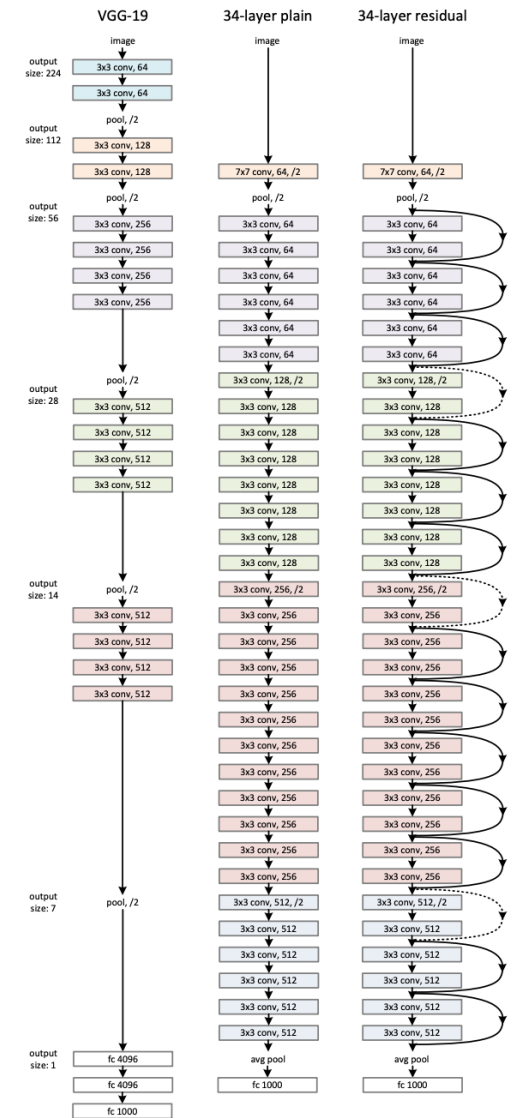 output
size: 224
output
size: 112
output
size: 56
output
size: 28
output
size: 14
output
size: 7
output
size: 1
VGG-19
image
3x3 conv, 64
3x3 conv, 64
pool, /2
3x3 conv, 128
3x3 conv, 128
pool, /2
3x3 conv, 256
3x3 conv, 256
3x3 conv, 256
3x3 conv, 256
pool, /2
3x3 conv, 512
3x3 conv, 512
3x3 conv, 512
3x3 conv, 512
pool, /2
3x3 conv, 512
3x3 conv, 512
3x3 conv, 512
3x3 conv, 512
pool, /2
fc 4096
fc 4096
fc 1000
34-layer plain
image
7x7 conv, 64, /2
pool, /2
3x3 conv, 64
3x3 conv, 64
3x3 conv, 64
3x3 conv, 64
3x3 conv, 64
3x3 conv, 64
3x3 conv, 128, /2
3x3 conv, 128
3x3 conv, 128
3x3 conv, 128
3x3 conv, 128
3x3 conv, 128
3x3 conv, 128
3x3 conv, 128
3x3 conv, 256, /2
3x3 conv, 256
3x3 conv, 256
3x3 conv, 256
3x3 conv, 256
3x3 conv, 256
3x3 conv, 256
3x3 conv, 256
3x3 conv, 256
3x3 conv, 256
3x3 conv, 256
3x3 conv, 256
3x3 conv, 512, /2
3x3 conv, 512
3x3 conv, 512
3x3 conv, 512
3x3 conv, 512
3x3 conv, 512
avg pool
fc 1000
34-layer residual
image
7x7 conv, 64, /2
pool, /2
3x3 conv, 64
3x3 conv, 64
3x3 conv, 64
3x3 conv, 64
3x3 conv, 64
3x3 conv, 64
3x3 conv, 128, /2
3x3 conv, 128
3x3 conv, 128
3x3 conv, 128
3x3 conv, 128
3x3 conv, 128
3x3 conv, 128
3x3 conv, 128
3x3 conv, 256, /2
3x3 conv, 256
3x3 conv, 256
3x3 conv, 256
3x3 conv, 256
3x3 conv, 256
3x3 conv, 256
3x3 conv, 256
3x3 conv, 256
3x3 conv, 256
3x3 conv, 256
3x3 conv, 256
3x3 conv, 512, /2
3x3 conv, 512
3x3 conv, 512
3x3 conv, 512
3x3 conv, 512
3x3 conv, 512
avg pool
fc 1000